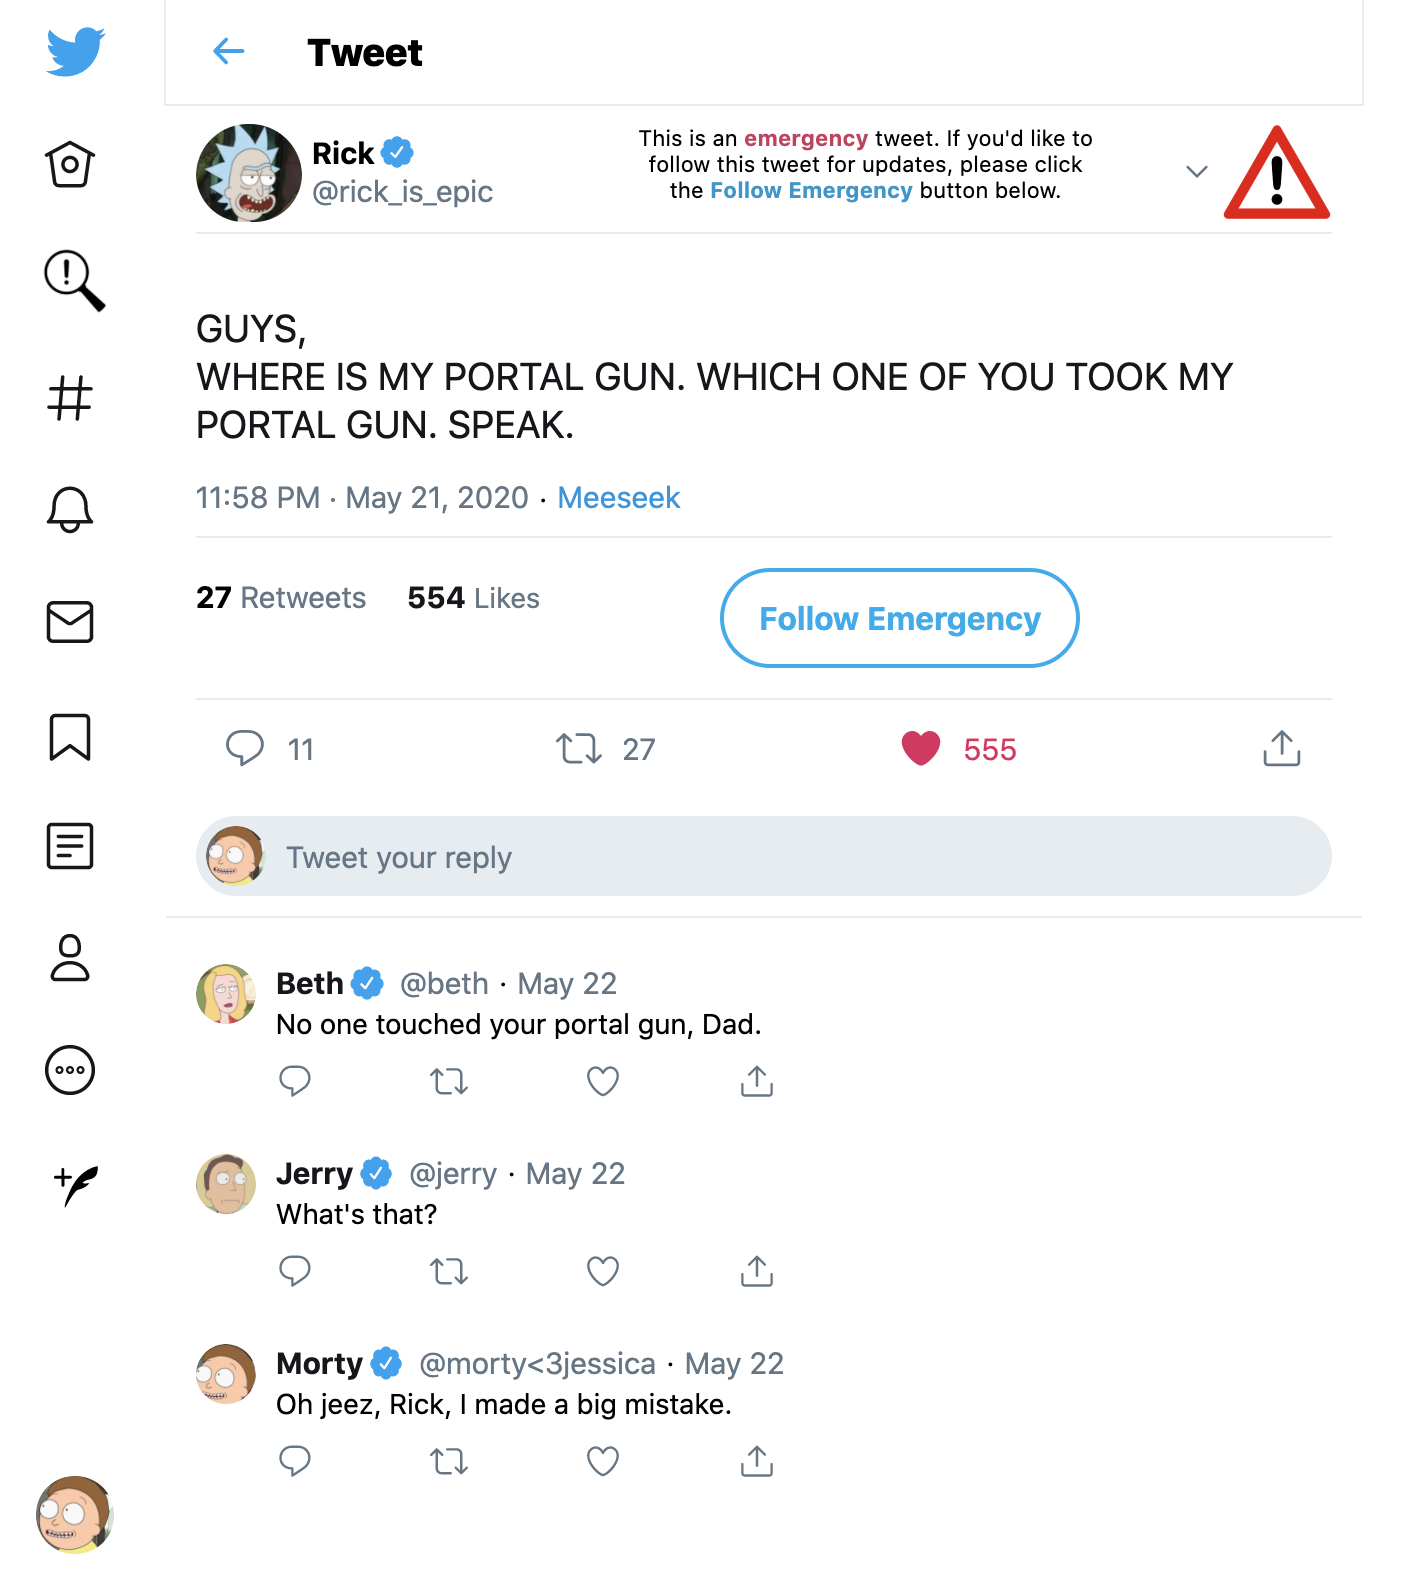 Tweet
Rick
@rick_is_epic
This is an emergency tweet. If you'd like to
follow this tweet for updates, please click
the Follow Emergency button below.
GUYS,
WHERE IS MY PORTAL GUN. WHICH ONE OF YOU TOOK MY
PORTAL GUN. SPEAK.
11:58 PM · May 21, 2020 · Meeseek
27 Retweets 554 Likes
Follow Emergency
11 27 555
Tweet your reply
Beth @beth · May 22
No one touched your portal gun, Dad.
Jerry @jerry · May 22
What's that?
Morty @morty<3jessica · May 22
Oh jeez, Rick, I made a big mistake.